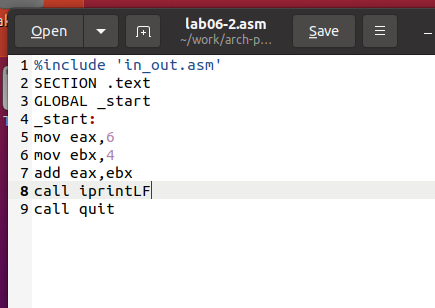 Open
lab06-2.asm
~/work/arch-p...
Save
1 %include 'in_out.asm'
2 SECTION .text
3 GLOBAL _start
4 _start:
5 mov eax,6
6 mov ebx,4
7 add eax,ebx
8 call iprintLF
9 call quit